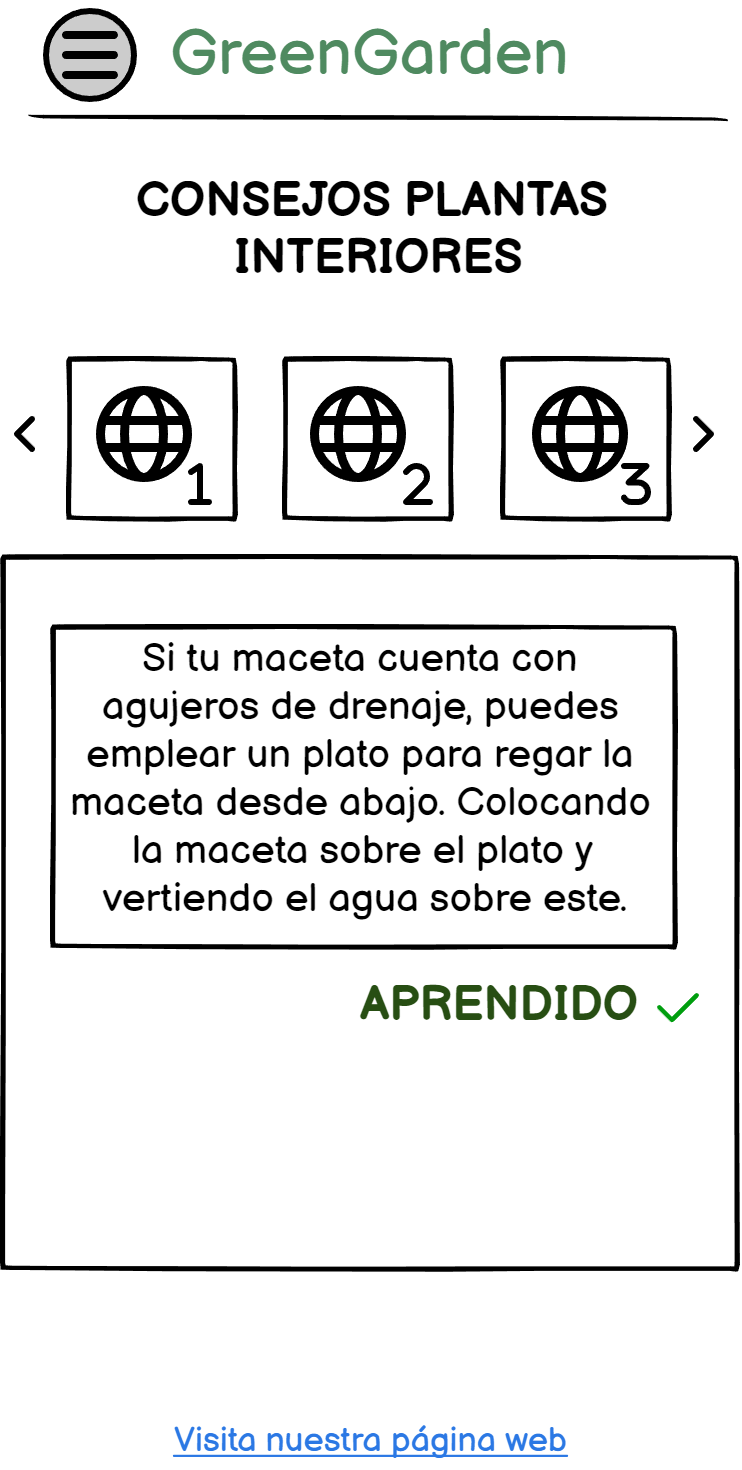 GreenGarden
CONSEJOS PLANTAS
INTERIORES
1
2
3
Si tu maceta cuenta con
agujeros de drenaje, puedes
emplear un plato para regar la
maceta desde abajo. Colocando
la maceta sobre el plato y
vertiendo el agua sobre este.
APRENDIDO
Visita nuestra página web